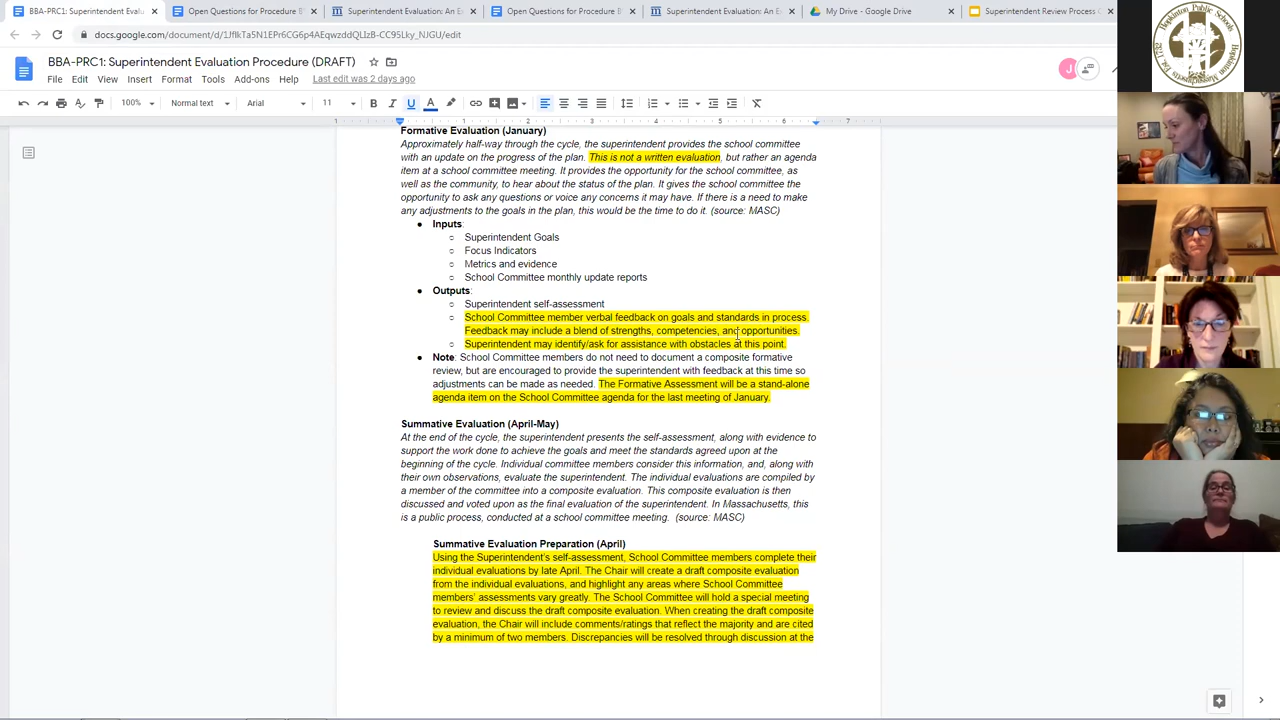 BBA-PRC1: Superintendent Evalu
Open Questions for Procedure B
Superintendent Evaluation: An E
Open Questions for Procedure B
Superintendent Evaluation: An E
My Drive - Google Drive
Superintendent Review Process O
docs.google.com/document/d/
BBA-PRC1: Superintendent Evaluation Procedure (DRAFT)
File Edit View Insert Format Tools Add-ons Help Last edit was 2 days ago
100% Normal text Arial 11 B I U A
1 1 2 3 4 5 6 7
J
Hopkinton Public Schools
Massachusetts
Formative Evaluation (January)
Approximately half-way through the cycle, the superintendent provides the school committee
with an update on the progress of the plan. This is not a written evaluation, but rather an agenda
item at a school committee meeting. It provides the opportunity for the school committee, as
well as the community, to hear about the status of the plan. It gives the school committee the
opportunity to ask any questions or voice any concerns it may have. If there is a need to make
any adjustments to the goals in the plan, this would be the time to do it. (source: MASC)
● Inputs:
○ Superintendent Goals
○ Focus Indicators
○ Metrics and evidence
○ School Committee monthly update reports
● Outputs:
○ Superintendent self-assessment
○ School Committee member verbal feedback on goals and standards in process.
Feedback may include a blend of strengths, competencies, and opportunities.
○ Superintendent may identify/ask for assistance with obstacles at this point.
● Note: School Committee members do not need to document a composite formative
review, but are encouraged to provide the superintendent with feedback at this time so
adjustments can be made as needed. The Formative Assessment will be a stand-alone
agenda item on the School Committee agenda for the last meeting of January.
Summative Evaluation (April-May)
At the end of the cycle, the superintendent presents the self-assessment, along with evidence to
support the work done to achieve the goals and meet the standards agreed upon at the
beginning of the cycle. Individual committee members consider this information, and, along with
their own observations, evaluate the superintendent. The individual evaluations are compiled by
a member of the committee into a composite evaluation. This composite evaluation is then
discussed and voted upon as the final evaluation of the superintendent. In Massachusetts, this
is a public process, conducted at a school committee meeting. (source: MASC)
Summative Evaluation Preparation (April)
Using the Superintendent's self-assessment, School Committee members complete their
individual evaluations by late April. The Chair will create a draft composite evaluation
from the individual evaluations, and highlight any areas where School Committee
members' assessments vary greatly. The School Committee will hold a special meeting
to review and discuss the draft composite evaluation. When creating the draft composite
evaluation, the Chair will include comments/ratings that reflect the majority and are cited
by a minimum of two members. Discrepancies will be resolved through discussion at the